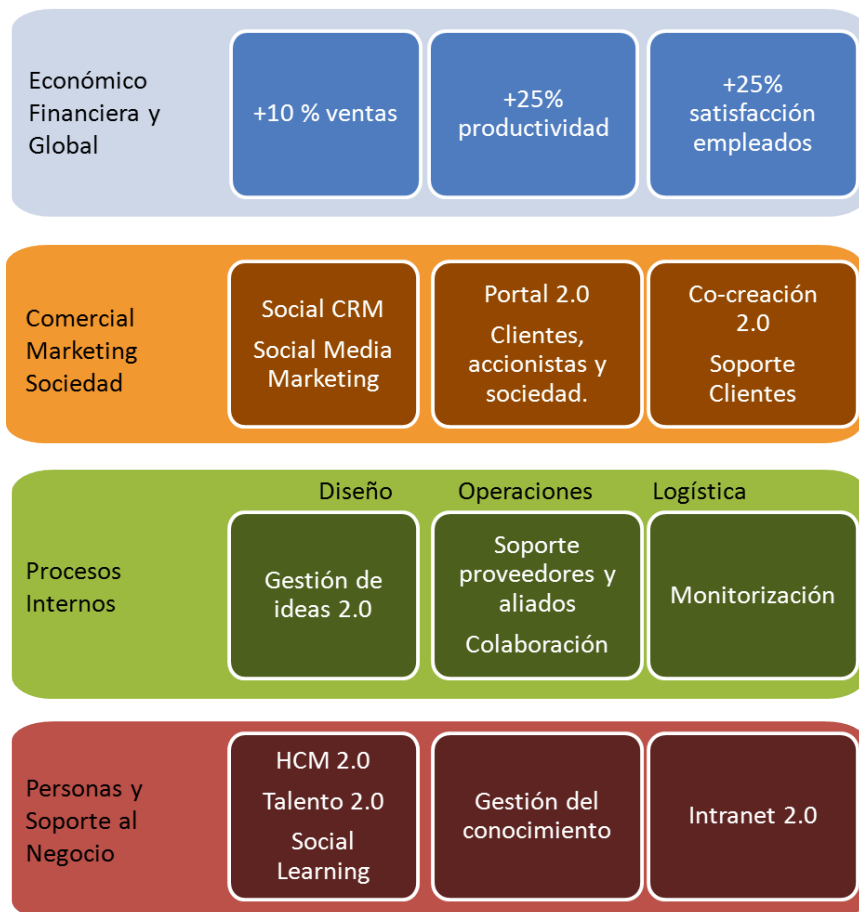 Económico
Financiera y
Global
+10 % ventas
+25%
productividad
+25%
satisfacción
empleados
Comercial
Marketing
Sociedad
Social CRM
Social Media
Marketing
Portal 2.0
Clientes,
accionistas y
sociedad.
Co-creación
2.0
Soporte
Clientes
Procesos
Internos
Diseño
Operaciones
Logística
Gestión de
ideas 2.0
Soporte
proveedores y
aliados
Colaboración
Monitorización
Personas y
Soporte al
Negocio
HCM 2.0
Talento 2.0
Social
Learning
Gestión del
conocimiento
Intranet 2.0